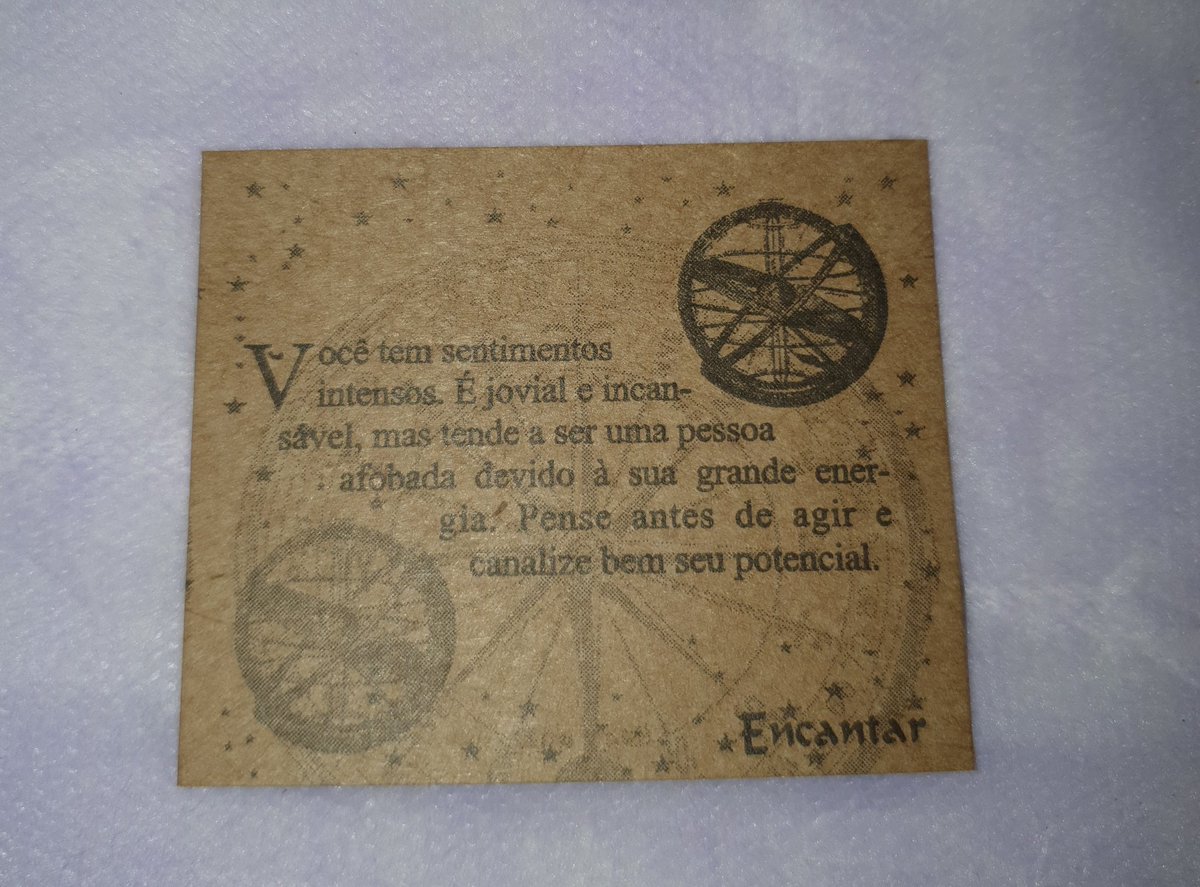 Você tem sentimentos
intensos. É jovial e incan-
sável, mas tende a ser uma pessoa
afobada devido à sua grande ener-
gia. Pense antes de agir e
canalize bem seu potencial.
Encantar